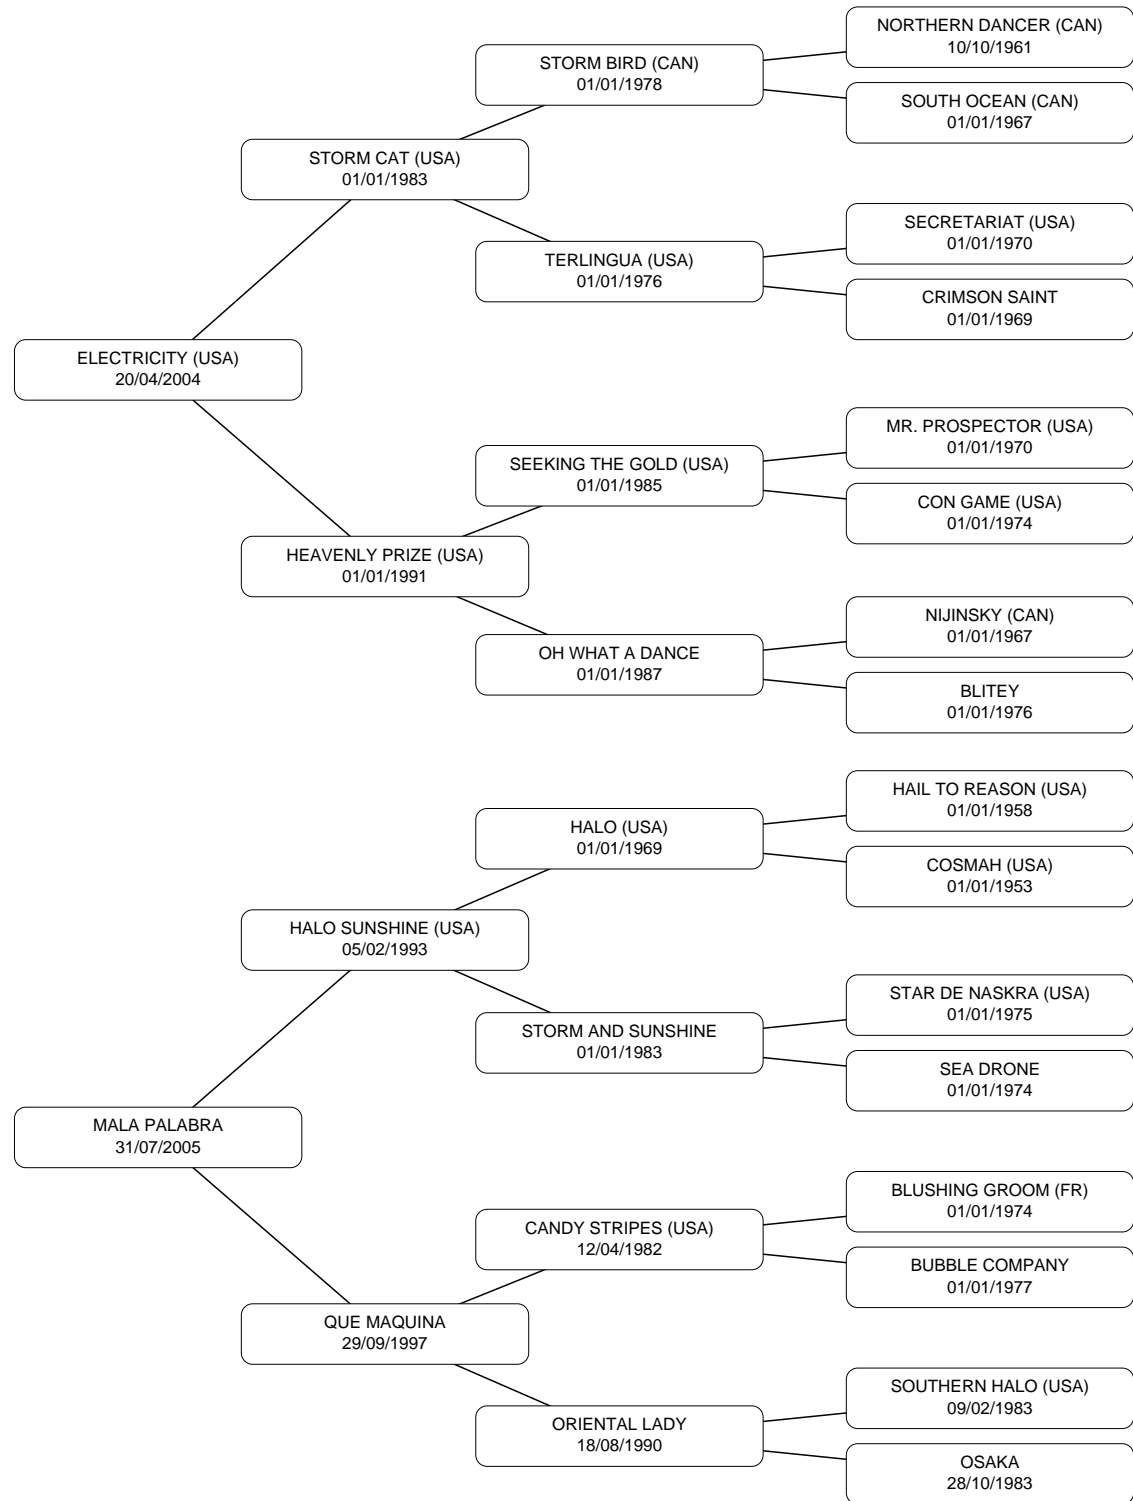 NORTHERN DANCER (CAN)
10/10/1961
STORM BIRD (CAN)
01/01/1978
SOUTH OCEAN (CAN)
01/01/1967
STORM CAT (USA)
01/01/1983
SECRETARIAT (USA)
01/01/1970
TERLINGUA (USA)
01/01/1976
CRIMSON SAINT
01/01/1969
ELECTRICITY (USA)
20/04/2004
MR. PROSPECTOR (USA)
01/01/1970
SEEKING THE GOLD (USA)
01/01/1985
CON GAME (USA)
01/01/1974
HEAVENLY PRIZE (USA)
01/01/1991
NIJINSKY (CAN)
01/01/1967
OH WHAT A DANCE
01/01/1987
BLITEY
01/01/1976
HAIL TO REASON (USA)
01/01/1958
HALO (USA)
01/01/1969
COSMAH (USA)
01/01/1953
HALO SUNSHINE (USA)
05/02/1993
STAR DE NASKRA (USA)
01/01/1975
STORM AND SUNSHINE
01/01/1983
SEA DRONE
01/01/1974
MALA PALABRA
31/07/2005
BLUSHING GROOM (FR)
01/01/1974
CANDY STRIPES (USA)
12/04/1982
BUBBLE COMPANY
01/01/1977
QUE MAQUINA
29/09/1997
SOUTHERN HALO (USA)
09/02/1983
ORIENTAL LADY
18/08/1990
OSAKA
28/10/1983